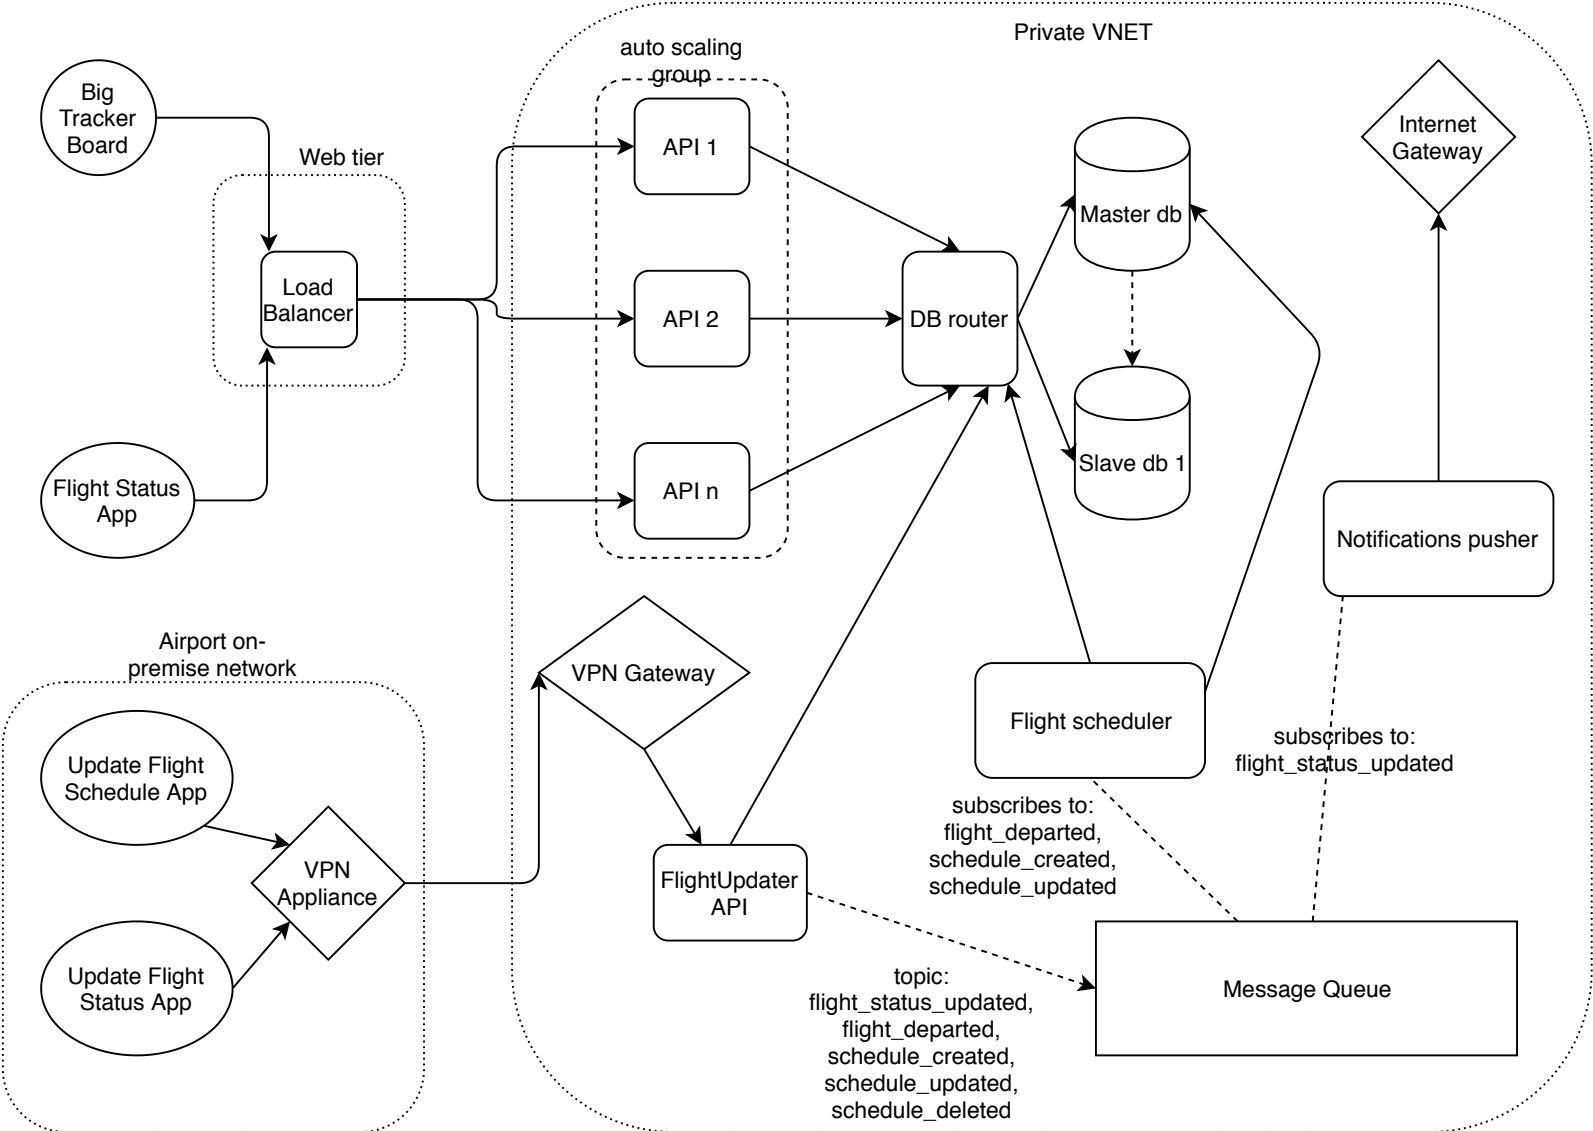 Private VNET
auto scaling
group
Big
Tracker
Board
Web tier
API 1
Internet
Gateway
Master db
Load
Balancer
API 2
DB router
Flight Status
App
API n
Slave db 1
Notifications pusher
Airport on-
premise network
VPN Gateway
Flight scheduler
subscribes to:
flight_status_updated
Update Flight
Schedule App
subscribes to:
flight_departed,
schedule_created,
schedule_updated
VPN
Appliance
FlightUpdater
API
Update Flight
Status App
topic:
flight_status_updated,
flight_departed,
schedule_created,
schedule_updated,
schedule_deleted
Message Queue